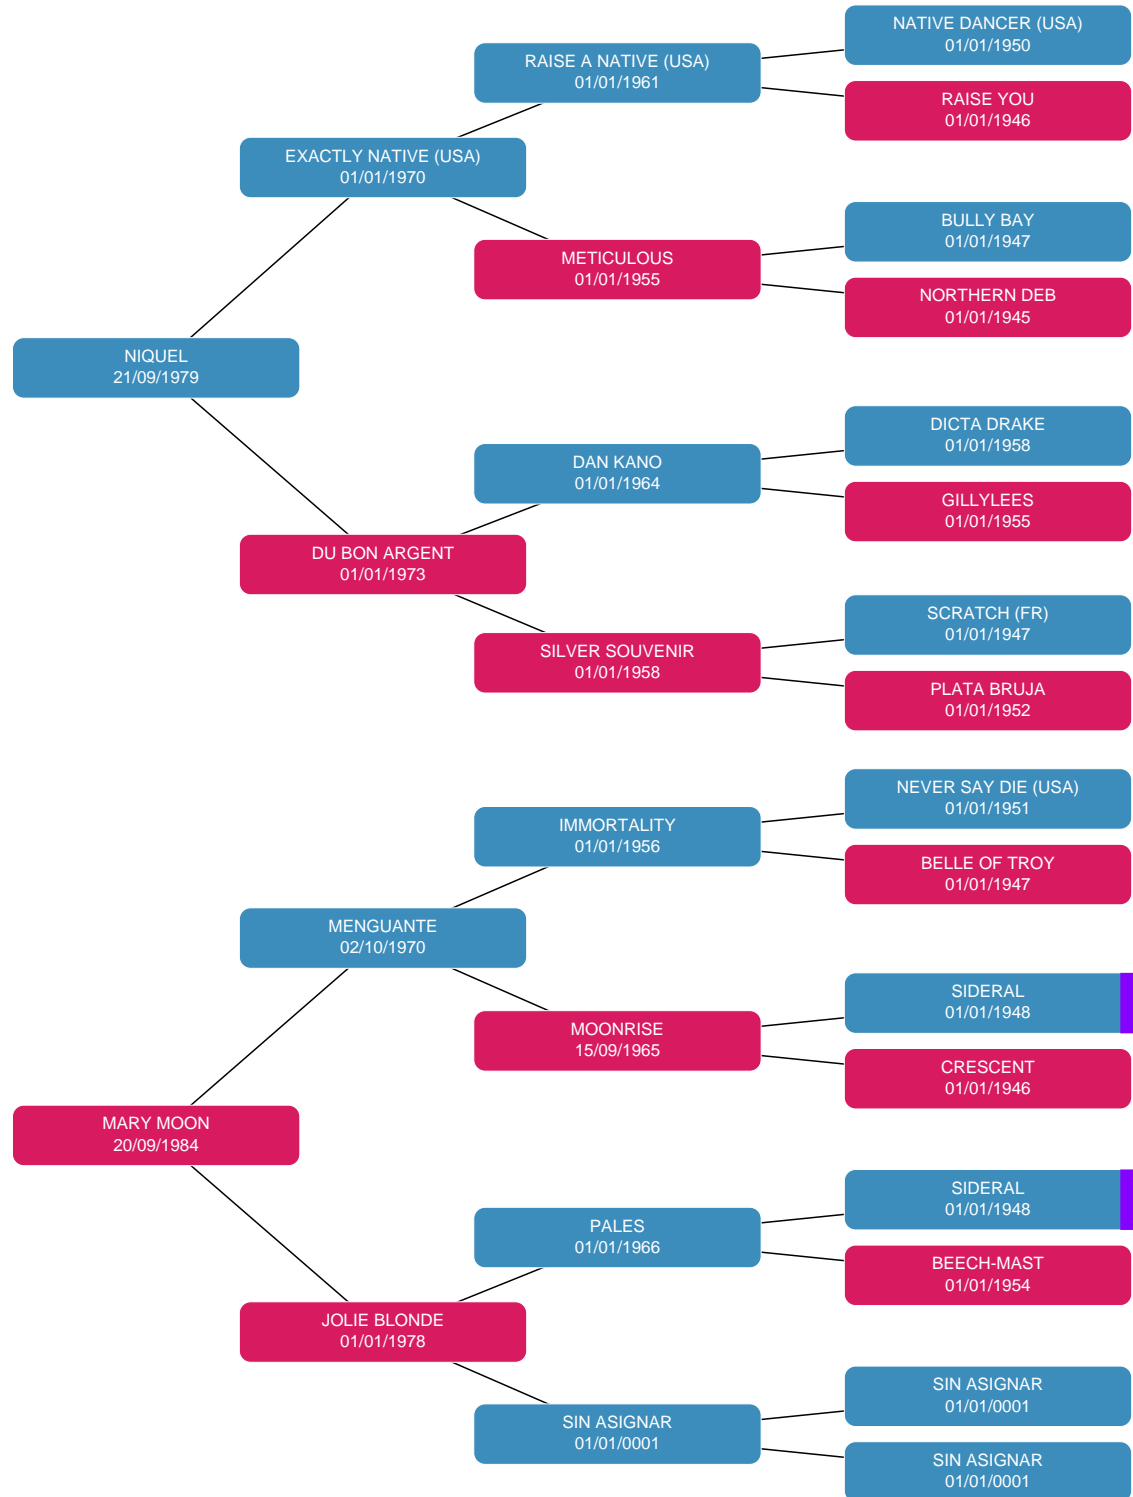 NATIVE DANCER (USA)
01/01/1950
RAISE A NATIVE (USA)
01/01/1961
RAISE YOU
01/01/1946
EXACTLY NATIVE (USA)
01/01/1970
BULLY BAY
01/01/1947
METICULOUS
01/01/1955
NORTHERN DEB
01/01/1945
NIQUEL
21/09/1979
DICTA DRAKE
01/01/1958
DAN KANO
01/01/1964
GILLYLEES
01/01/1955
DU BON ARGENT
01/01/1973
SCRATCH (FR)
01/01/1947
SILVER SOUVENIR
01/01/1958
PLATA BRUJA
01/01/1952
NEVER SAY DIE (USA)
01/01/1951
IMMORTALITY
01/01/1956
BELLE OF TROY
01/01/1947
MENGUANTE
02/10/1970
SIDERAL
01/01/1948
MOONRISE
15/09/1965
CRESCENT
01/01/1946
MARY MOON
20/09/1984
SIDERAL
01/01/1948
PALES
01/01/1966
BEECH-MAST
01/01/1954
JOLIE BLONDE
01/01/1978
SIN ASIGNAR
01/01/0001
SIN ASIGNAR
01/01/0001
SIN ASIGNAR
01/01/0001